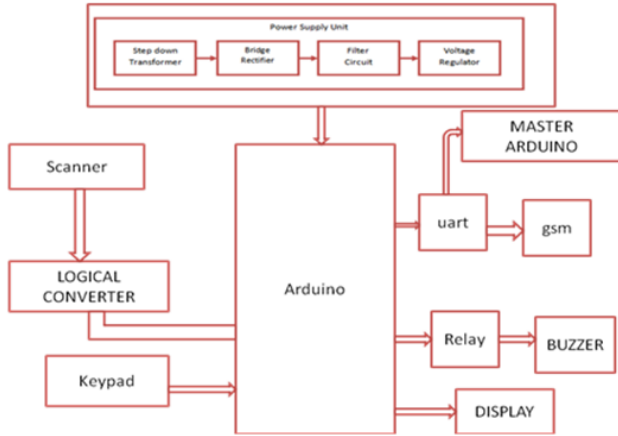 Power Supply Unit
Step down
Transformer
Bridge
Rectifier
Filter
Circuit
Voltage
Regulator
MASTER
ARDUINO
Scanner
uart
gsm
LOGICAL
CONVERTER
Arduino
Relay
BUZZER
Keypad
DISPLAY